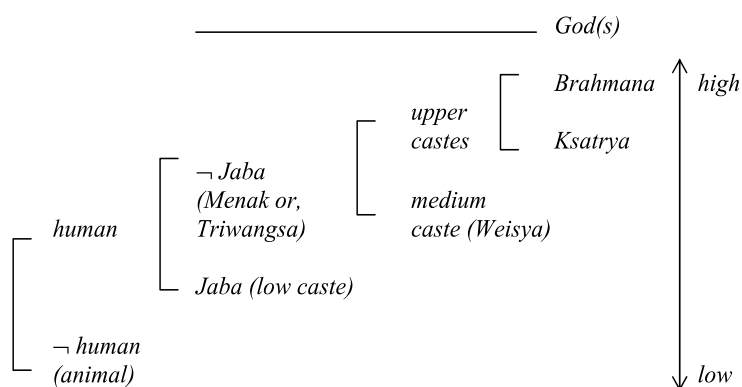 God(s)
Brahmana
high
upper
castes
Ksatrya
¬ Jaba
(Menak or,
Triwangsa)
medium
caste (Weisya)
human
Jaba (low caste)
¬ human
(animal)
low